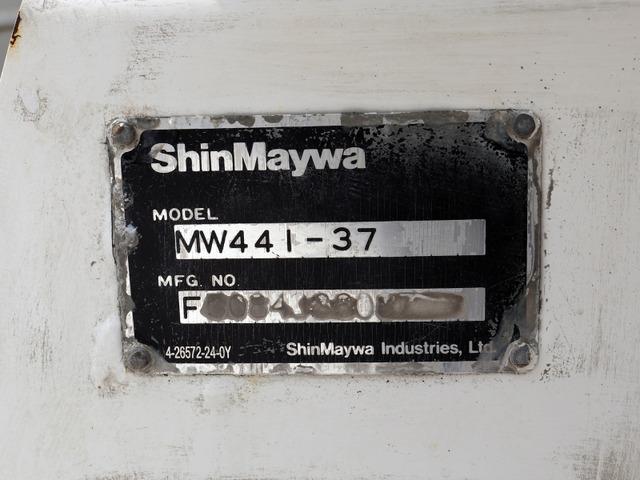 ShinMaywa
MODEL
MW441-37
MFG. NO.
F
4-26572-24-0Y
ShinMaywa Industries, Ltd